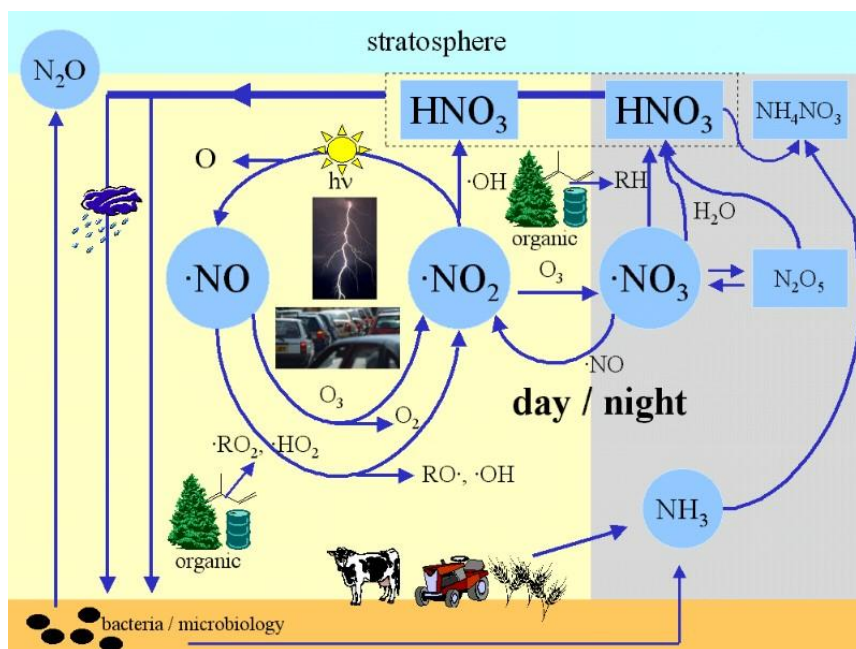 stratosphere
N₂O
HNO₃
HNO₃
NH₄NO₃
O
hν
·OH
RH
H₂O
organic
·NO
·NO₂
O₃
·NO₃
N₂O₅
·NO
O₃
O₂
day / night
·RO₂, ·HO₂
RO·, ·OH
NH₃
organic
bacteria / microbiology